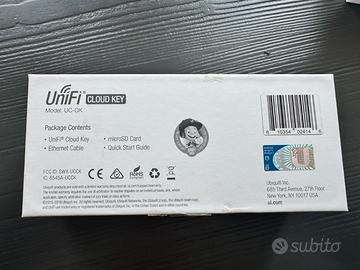 UniFi® CLOUD KEY
Model: UC-CK
Package Contents
• UniFi® Cloud Key
• microSD Card
• Ethernet Cable
• Quick Start Guide
FCC ID: SWX-UCCK
IC: 6545A-UCCK
RoHS
Ubiquiti Inc.
685 Third Avenue, 27th Floor
New York, NY 10017 USA
ui.com
subito